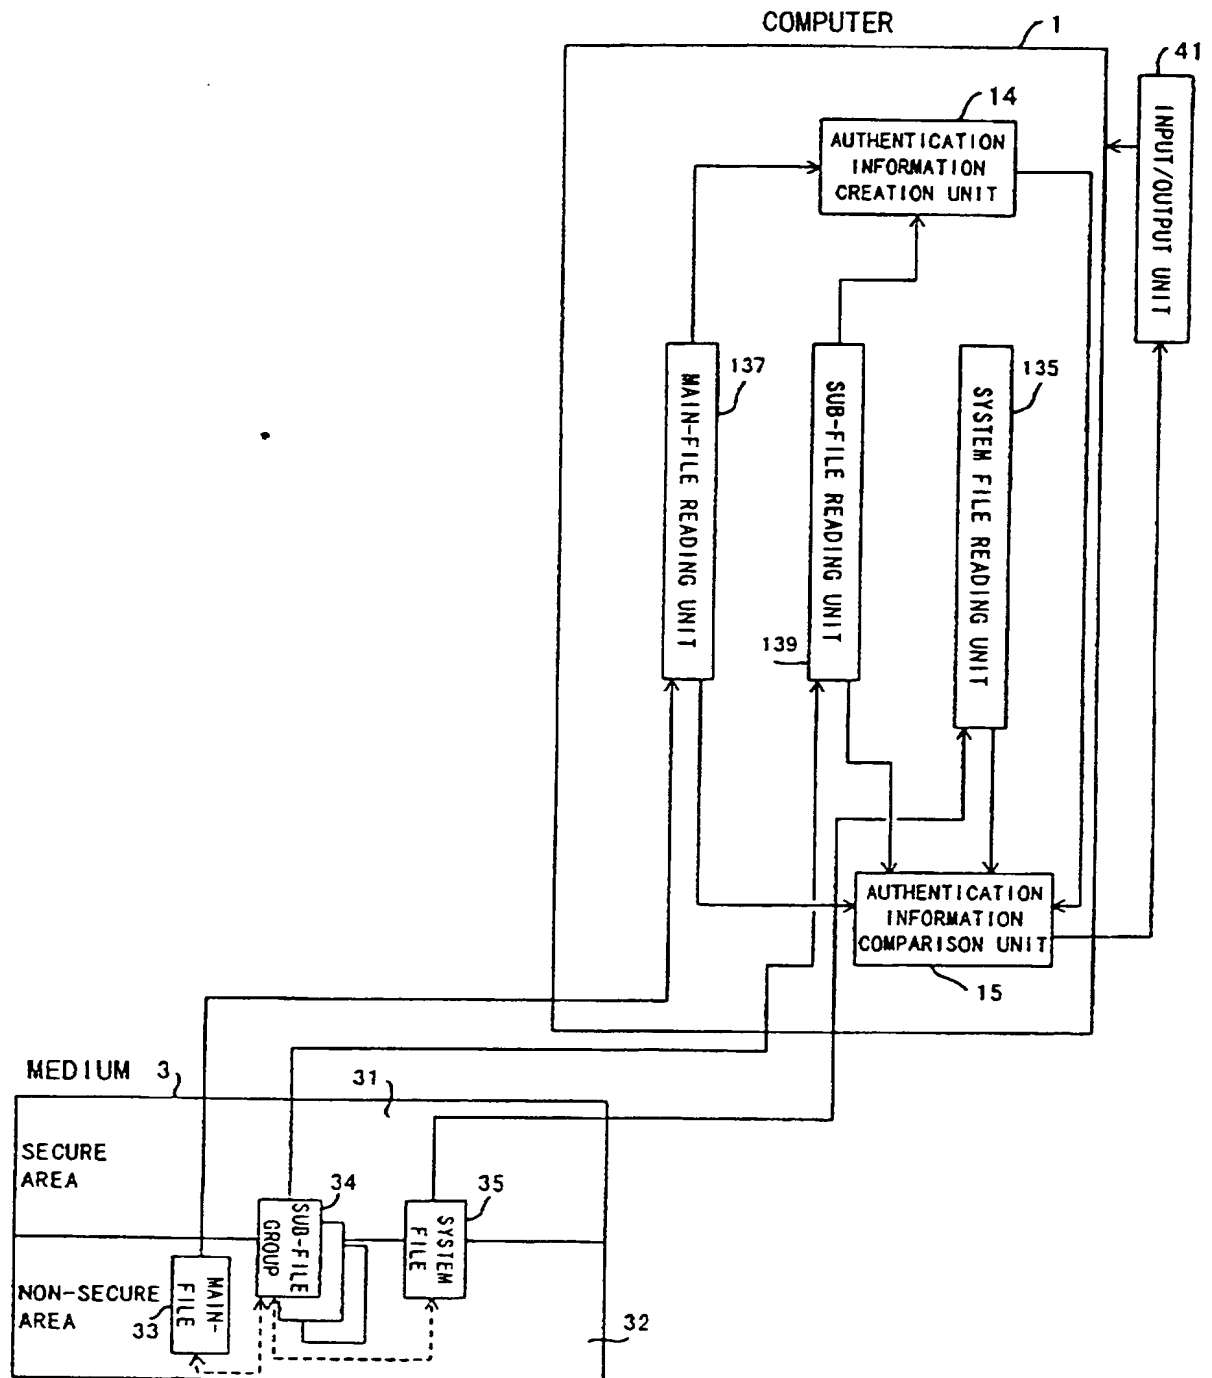 COMPUTER
1
41
14
AUTHENTICATION
INFORMATION
CREATION UNIT
INPUT/OUTPUT UNIT
137
MAIN-FILE READING UNIT
SUB-FILE READING UNIT
139
135
SYSTEM FILE READING UNIT
AUTHENTICATION
INFORMATION
COMPARISON UNIT
15
MEDIUM
3
31
SECURE
AREA
34
SUB-FILE
GROUP
35
SYSTEM
FILE
NON-SECURE
AREA
33
MAIN-
FILE
32